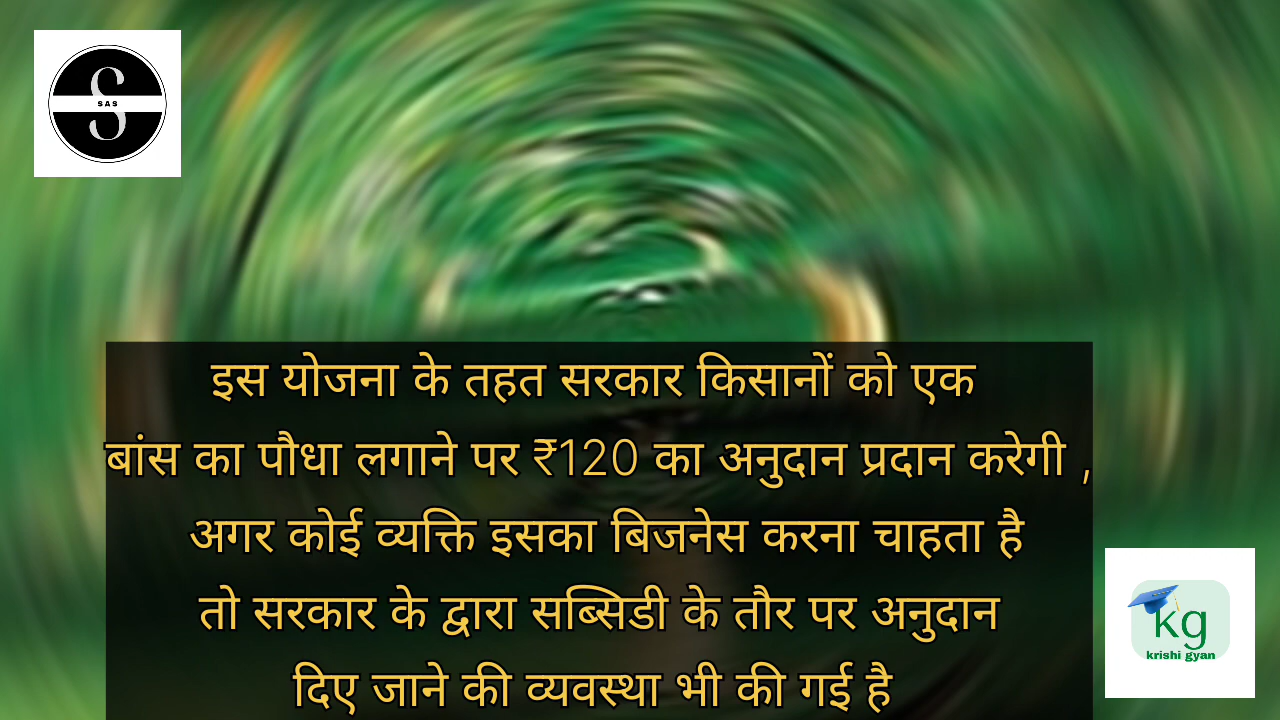 S
SAS
इस योजना के तहत सरकार किसानों को एक
बांस का पौधा लगाने पर ₹120 का अनुदान प्रदान करेगी ,
अगर कोई व्यक्ति इसका बिजनेस करना चाहता है
तो सरकार के द्वारा सब्सिडी के तौर पर अनुदान
दिए जाने की व्यवस्था भी की गई है
kg
krishi gyan